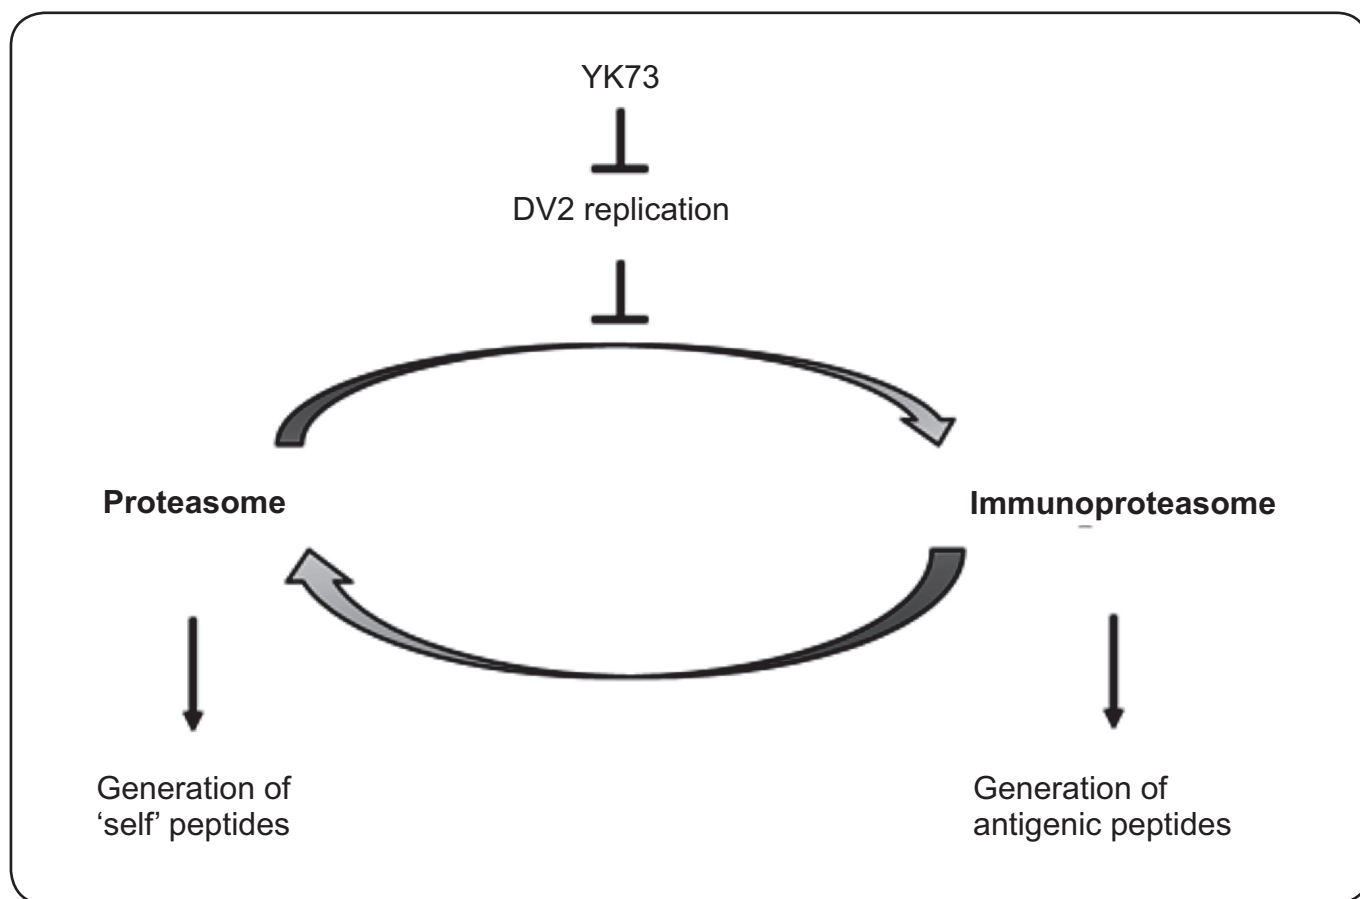 YK73
DV2 replication
Proteasome
Immunoproteasome
Generation of
‘self’ peptides
Generation of
antigenic peptides